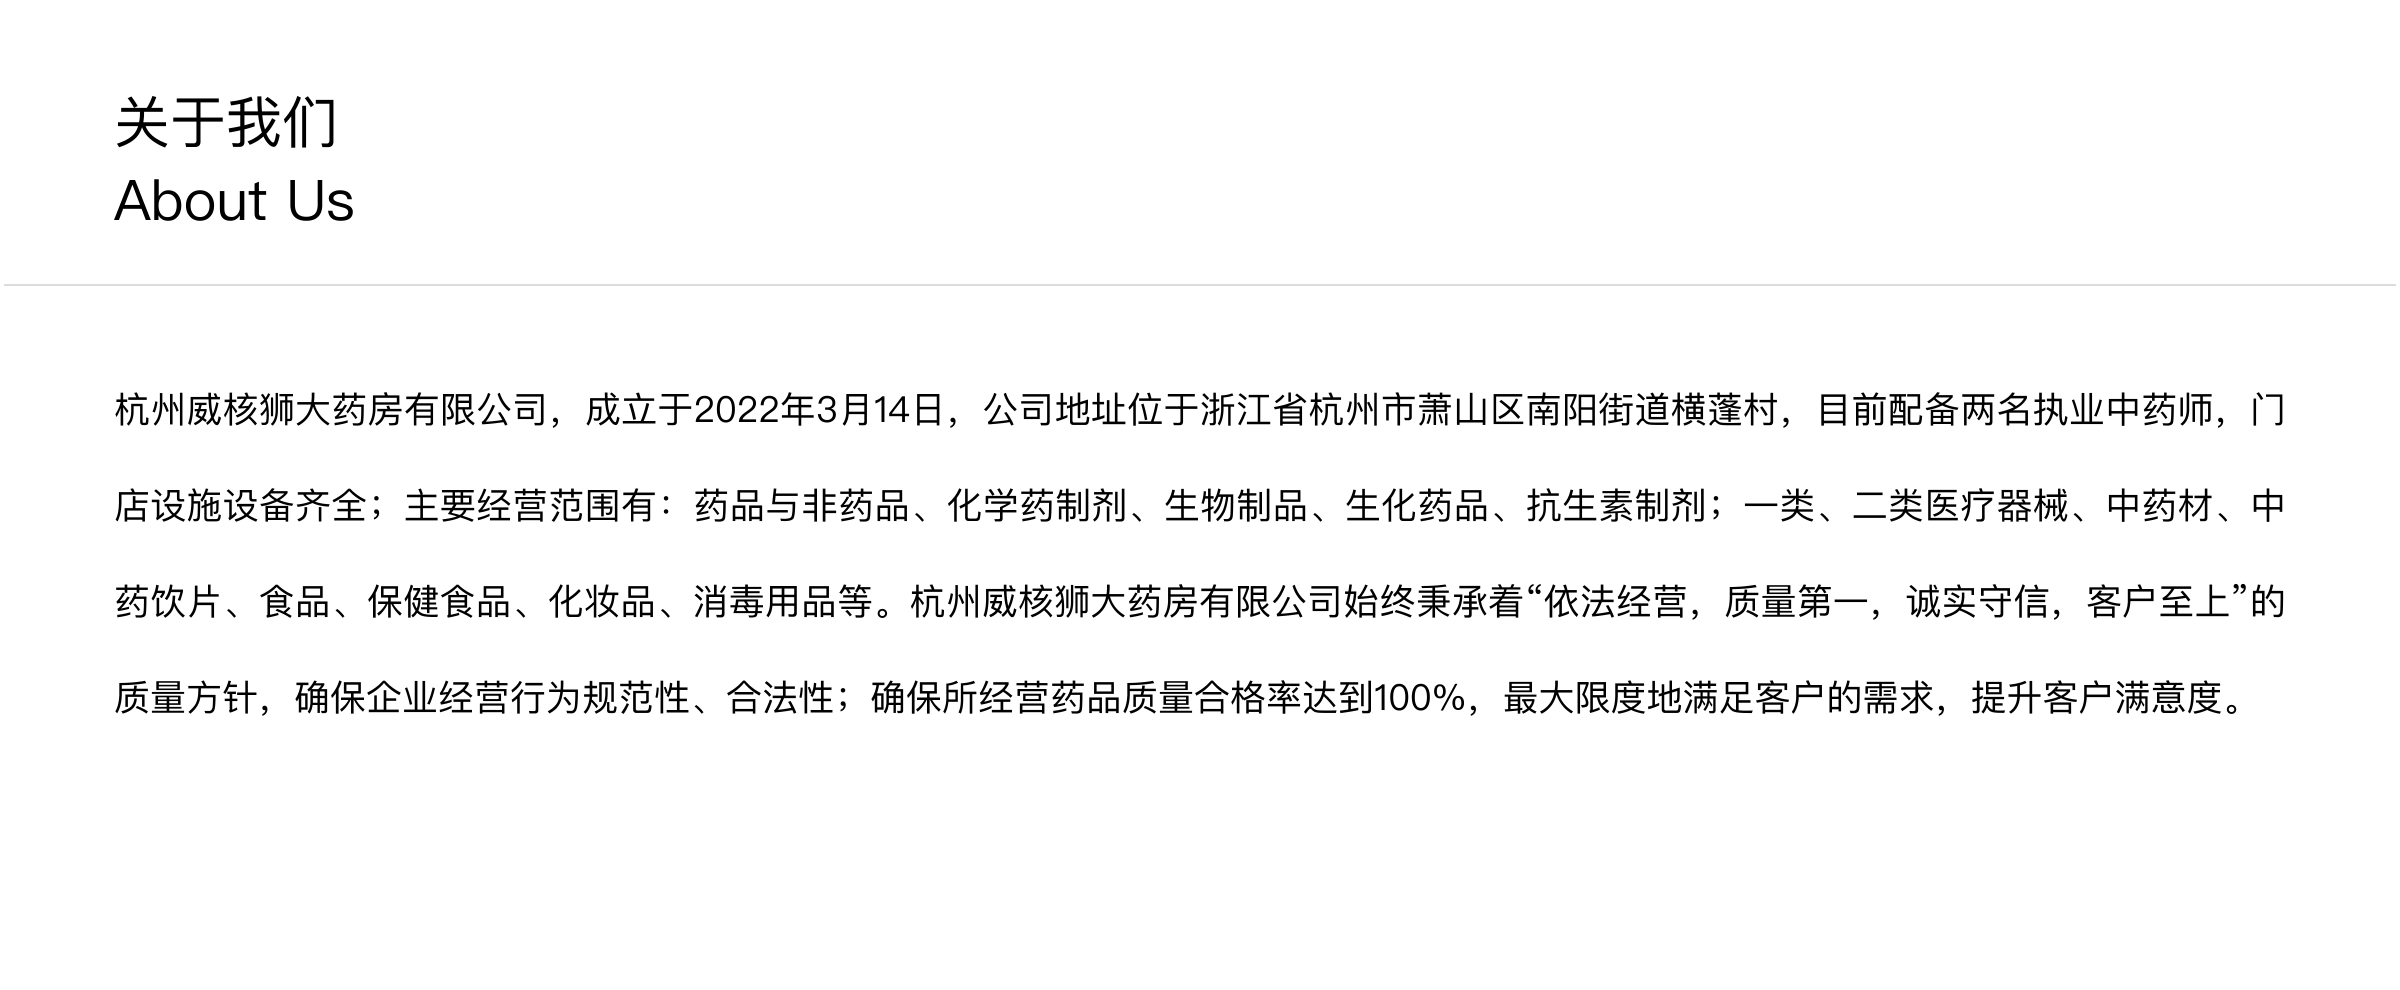 关于我们
About Us
杭州威核狮大药房有限公司，成立于2022年3月14日，公司地址位于浙江省杭州市萧山区南阳街道横蓬村，目前配备两名执业中药师，门
店设施设备齐全；主要经营范围有：药品与非药品、化学药制剂、生物制品、生化药品、抗生素制剂；一类、二类医疗器械、中药材、中
药饮片、食品、保健食品、化妆品、消毒用品等。杭州威核狮大药房有限公司始终秉承着“依法经营，质量第一，诚实守信，客户至上”的
质量方针，确保企业经营行为规范性、合法性；确保所经营药品质量合格率达到100%，最大限度地满足客户的需求，提升客户满意度。